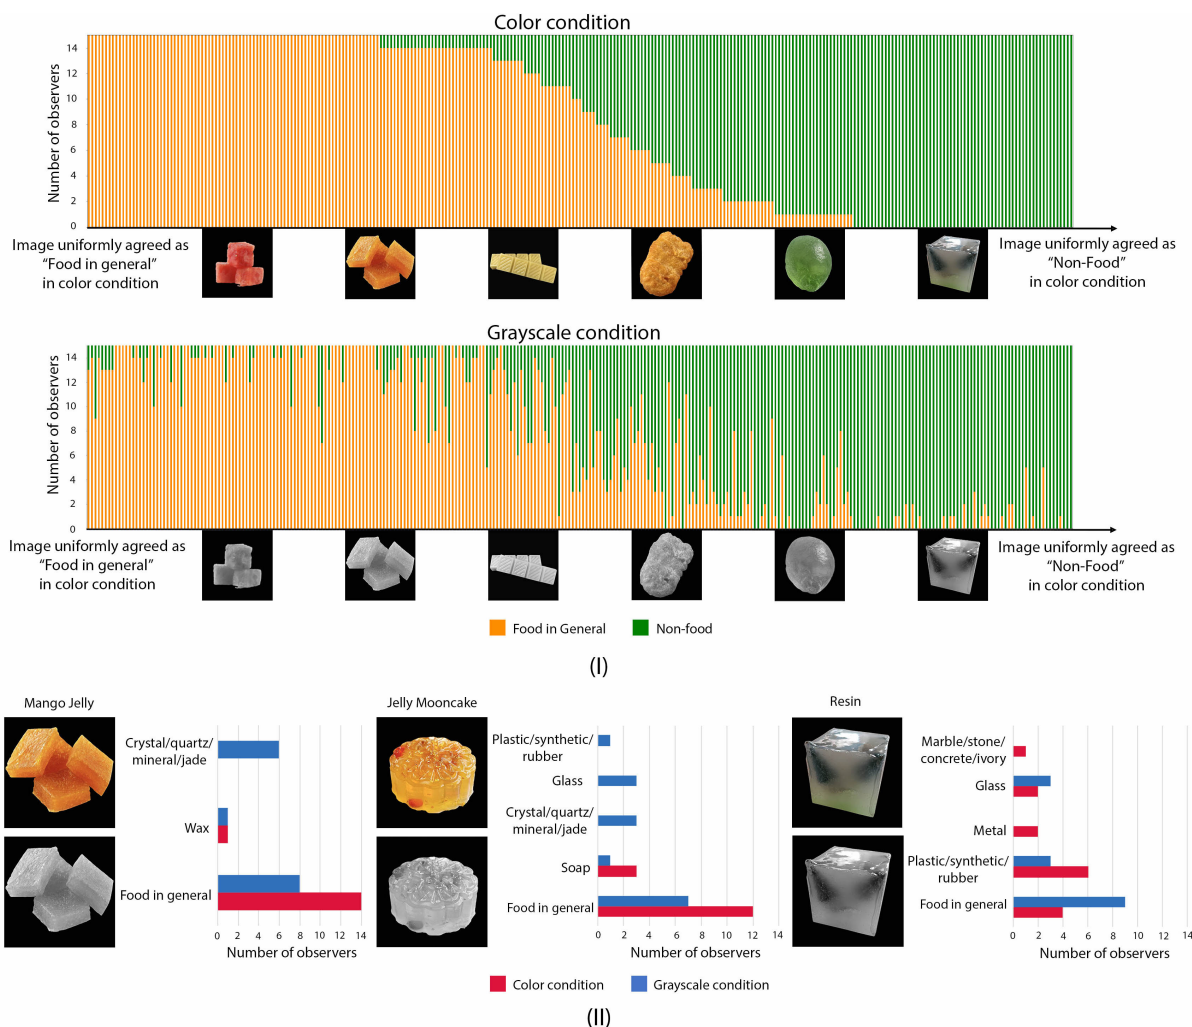 Color condition
14
12
10
8
6
4
2
0
Number of observers
Image uniformly agreed as
“Food in general”
in color condition
Image uniformly agreed as
“Non-Food”
in color condition
Grayscale condition
14
12
10
8
6
4
2
0
Number of observers
Image uniformly agreed as
“Food in general”
in color condition
Image uniformly agreed as
“Non-Food”
in color condition
Food in General
Non-food
(I)
Mango Jelly
Crystal/quartz/
mineral/jade
Wax
Food in general
0 2 4 6 8 10 12 14
Number of observers
Jelly Mooncake
Plastic/synthetic/
rubber
Glass
Crystal/quartz/
mineral/jade
Soap
Food in general
0 2 4 6 8 10 12 14
Number of observers
Resin
Marble/stone/
concrete/ivory
Glass
Metal
Plastic/synthetic/
rubber
Food in general
0 2 4 6 8 10 12 14
Number of observers
Color condition
Grayscale condition
(II)